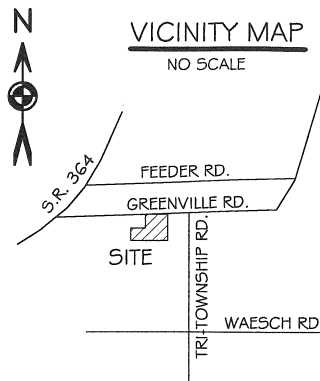 N
VICINITY MAP
NO SCALE
S.R. 364
FEEDER RD.
GREENVILLE RD.
SITE
TRI-TOWNSHIP RD.
WAESCH RD